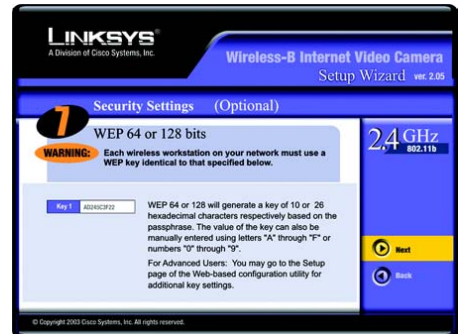 LINKSYS®
A Division of Cisco Systems, Inc.
Wireless-B Internet Video Camera
Setup Wizard ver. 2.05
7
Security Settings (Optional)
WEP 64 or 128 bits
WARNING: Each wireless workstation on your network must use a
WEP key identical to that specified below.
2,4 GHz
802.11b
Key 1 AD245C3F22
WEP 64 or 128 will generate a key of 10 or 26
hexadecimal characters respectively based on the
passphrase. The value of the key can also be
manually entered using letters "A" through "F" or
numbers "0" through "9".
For Advanced Users: You may go to the Setup
page of the Web-based configuration utility for
additional key settings.
Next
Back
© Copyright 2003 Cisco Systems, Inc. All rights reserved.